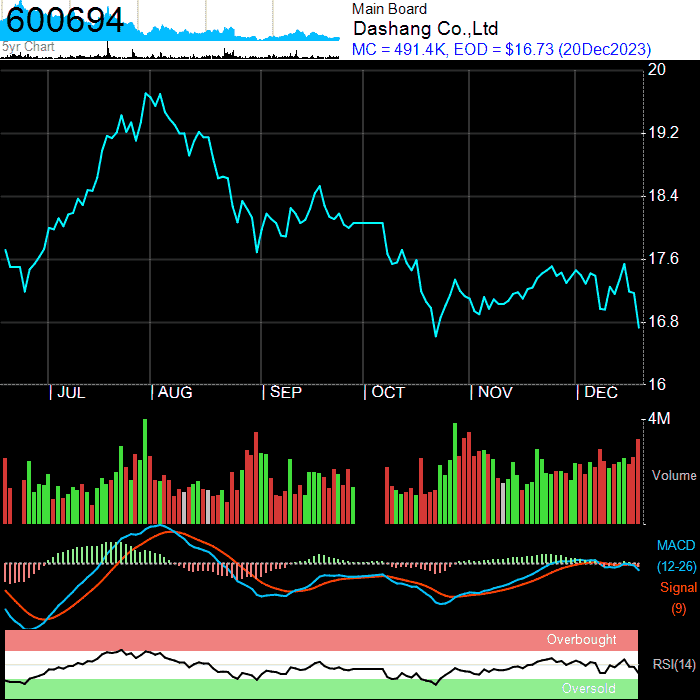 600694
5yr Chart
Main Board
Dashang Co.,Ltd
MC = 491.4K, EOD = $16.73 (20Dec2023)
20
19.2
18.4
17.6
16.8
16
| JUL | AUG | SEP | OCT | NOV | DEC
4M
Volume
MACD
(12-26)
Signal
(9)
Overbought
RSI(14)
Oversold